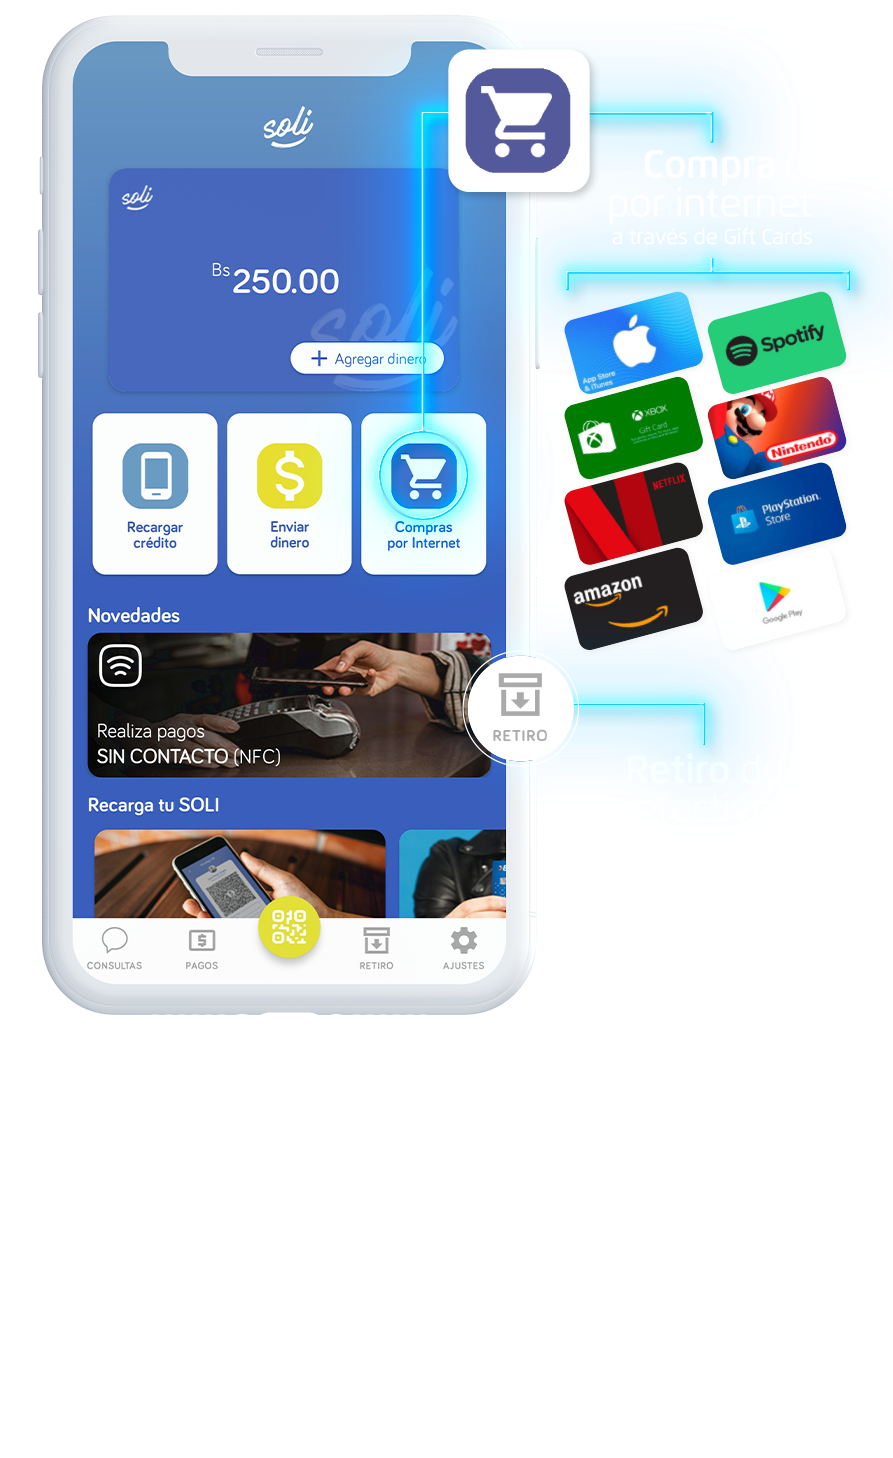 soli
soli
Bs 250.00
soli
+ Agregar dinero
Recargar
crédito
Enviar
dinero
Compras
por Internet
Novedades
Realiza pagos
SIN CONTACTO (NFC)
Recarga tu SOLI
CONSULTAS
PAGOS
RETIRO
AJUSTES
Compra
por internet
a través de Gift Cards
App Store
& iTunes
Spotify
XBOX
Gift Card
Nintendo
NETFLIX
PlayStation
Store
amazon
Google Play
RETIRO
Retiro